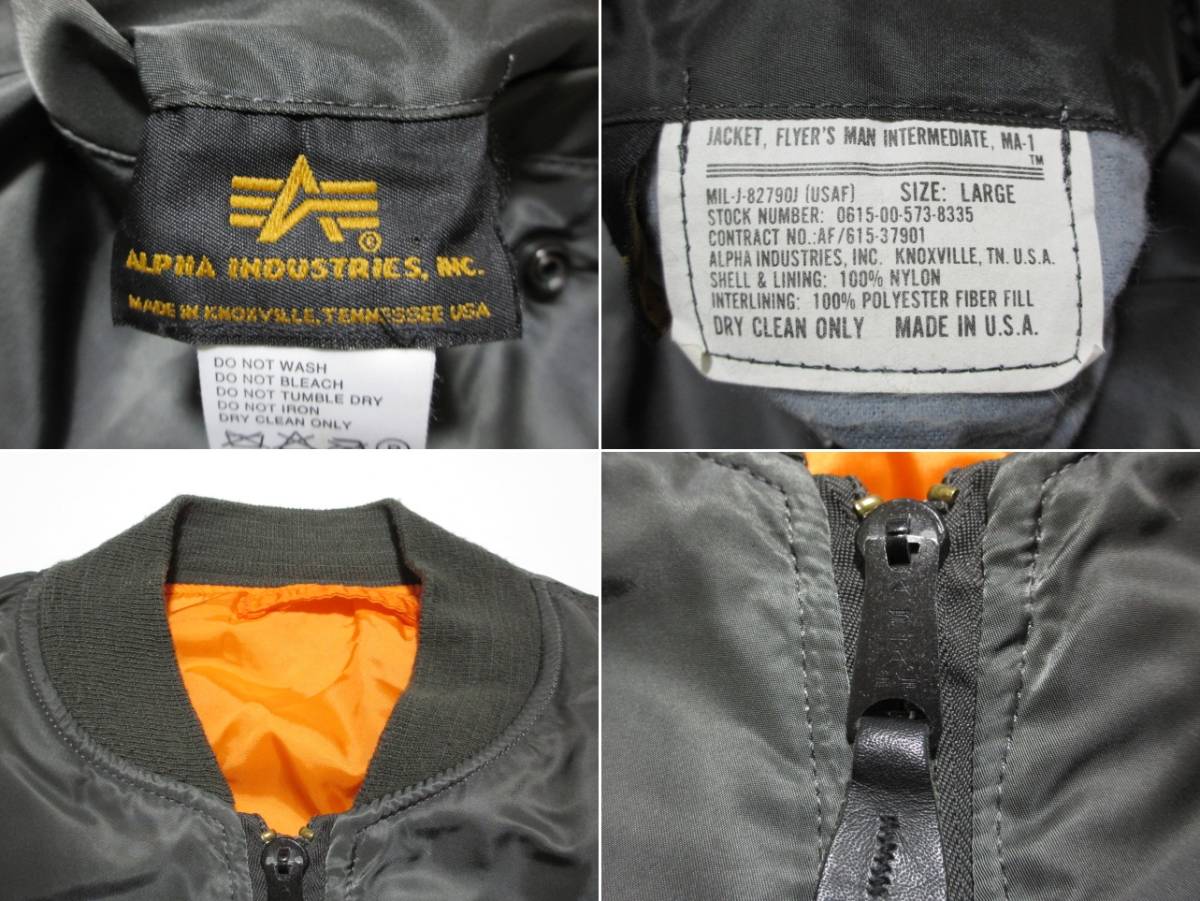 ALPHA INDUSTRIES, INC.
MADE IN KNOXVILLE, TENNESSEE USA
DO NOT WASH
DO NOT BLEACH
DO NOT TUMBLE DRY
DO NOT IRON
DRY CLEAN ONLY
JACKET, FLYER'S MAN INTERMEDIATE, MA-1
TM
MIL-J-82790J (USAF) SIZE: LARGE
STOCK NUMBER: 0615-00-573-8335
CONTRACT NO.:AF/615-37901
ALPHA INDUSTRIES, INC. KNOXVILLE, TN. U.S.A.
SHELL & LINING: 100% NYLON
INTERLINING: 100% POLYESTER FIBER FILL
DRY CLEAN ONLY MADE IN U.S.A.